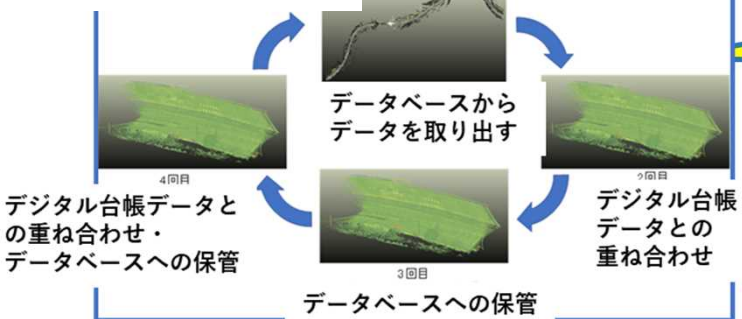 データベースから
データを取り出す
4回目
2回目
デジタル台帳データと
の重ね合わせ・
データベースへの保管
デジタル台帳
データとの
重ね合わせ
3回目
データベースへの保管